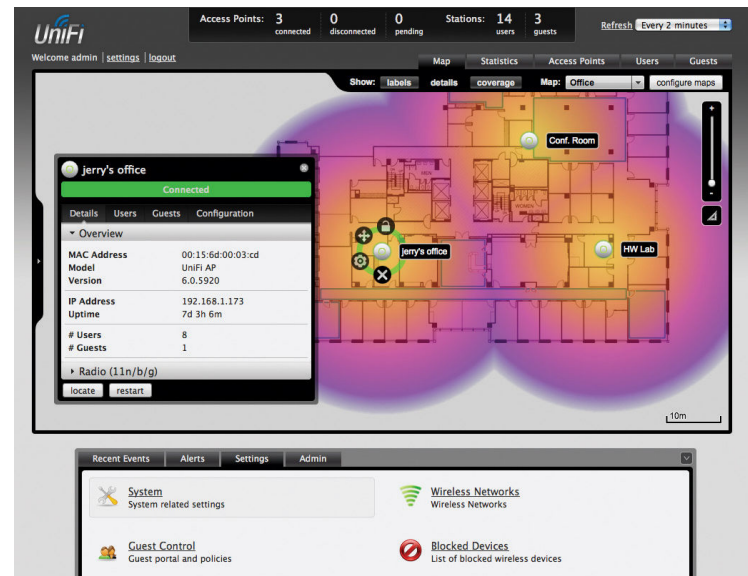 UniFi
Access Points: 3 connected 0 disconnected 0 pending Stations: 14 users 3 guests Refresh Every 2 minutes
Welcome admin | settings | logout
Map Statistics Access Points Users Guests
Show: labels details coverage Map: Office configure maps
+
-
Conf. Room
MEN
WOMEN
jerry's office
HW Lab
10m
jerry's office
Connected
Details Users Guests Configuration
Overview
MAC Address 00:15:6d:00:03:cd
Model UniFi AP
Version 6.0.5920
IP Address 192.168.1.173
Uptime 7d 3h 6m
# Users 8
# Guests 1
Radio (11n/b/g)
locate restart
Recent Events Alerts Settings Admin
System
System related settings
Wireless Networks
Wireless Networks
Guest Control
Guest portal and policies
Blocked Devices
List of blocked wireless devices